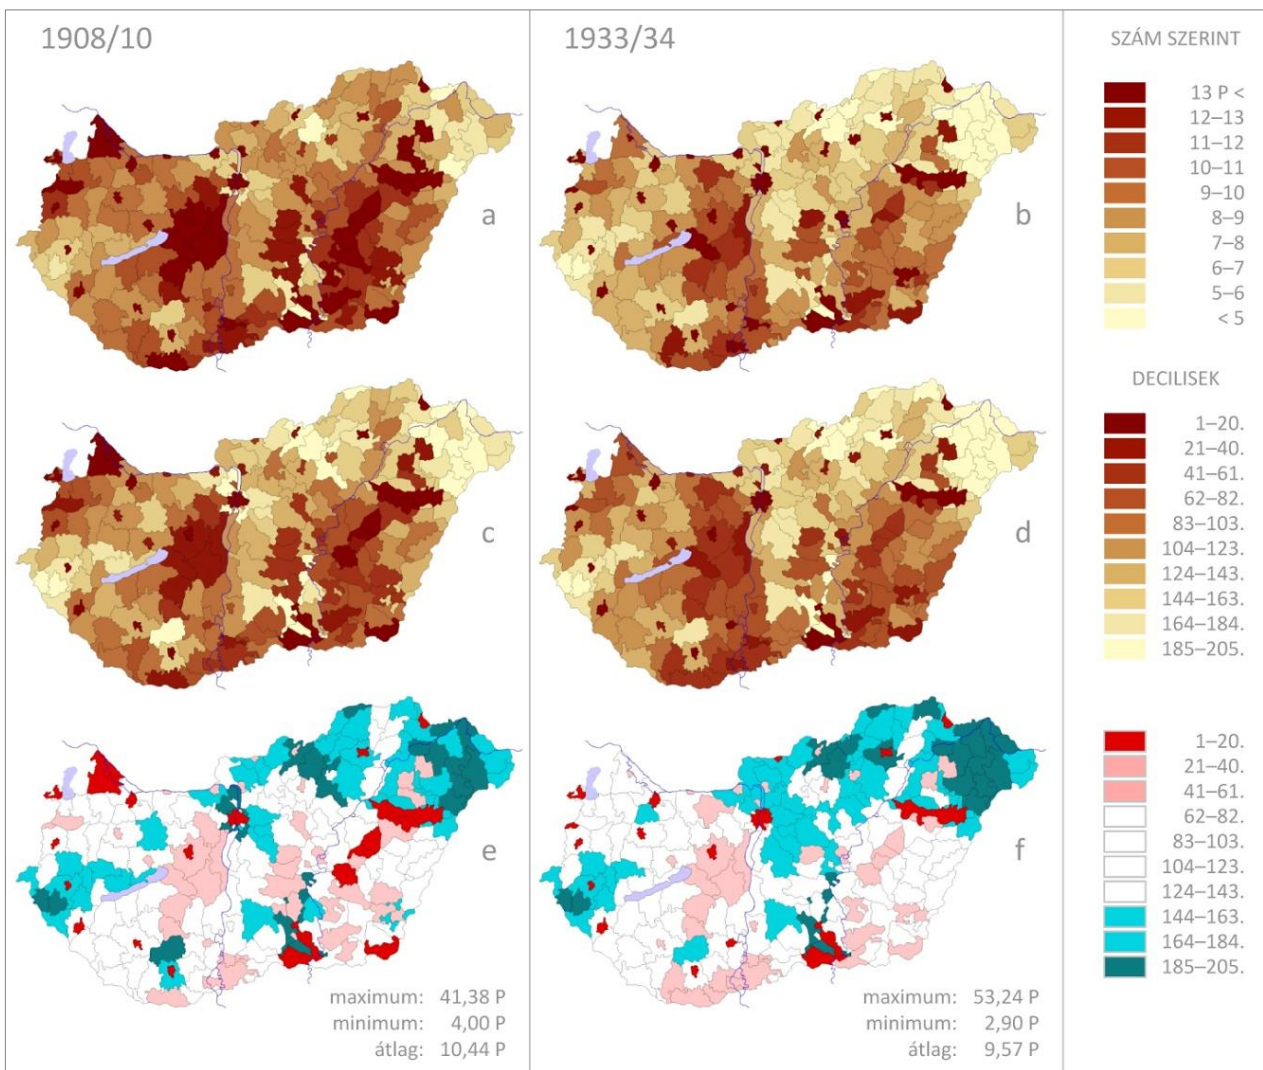 1908/10
1933/34
SZÁM SZERINT
13 P <
12–13
11–12
10–11
9–10
8–9
7–8
6–7
5–6
< 5
a
b
DECILISEK
1–20.
21–40.
41–61.
62–82.
83–103.
104–123.
124–143.
144–163.
164–184.
185–205.
c
d
1–20.
21–40.
41–61.
62–82.
83–103.
104–123.
124–143.
144–163.
164–184.
185–205.
e
f
maximum: 41,38 P
minimum: 4,00 P
átlag: 10,44 P
maximum: 53,24 P
minimum: 2,90 P
átlag: 9,57 P